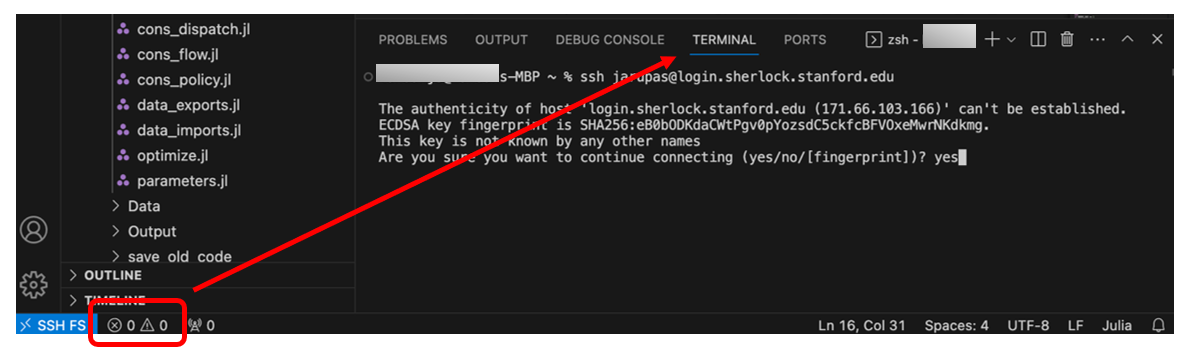 cons_dispatch.jl
cons_flow.jl
cons_policy.jl
data_exports.jl
data_imports.jl
optimize.jl
parameters.jl
Data
Output
save old code
OUTLINE
TIMELINE
PROBLEMS OUTPUT DEBUG CONSOLE TERMINAL PORTS zsh -
s-MBP ~ % ssh jarupas@login.sherlock.stanford.edu
The authenticity of host 'login.sherlock.stanford.edu (171.66.103.166)' can't be established.
ECDSA key fingerprint is SHA256:eB0bODKdaCWtPgv0pYozsdC5ckfcBFVOxeMwrNKdkmg.
This key is not known by any other names
Are you sure you want to continue connecting (yes/no/[fingerprint])? yes
SSH FS 0 0 0 Ln 16, Col 31 Spaces: 4 UTF-8 LF Julia